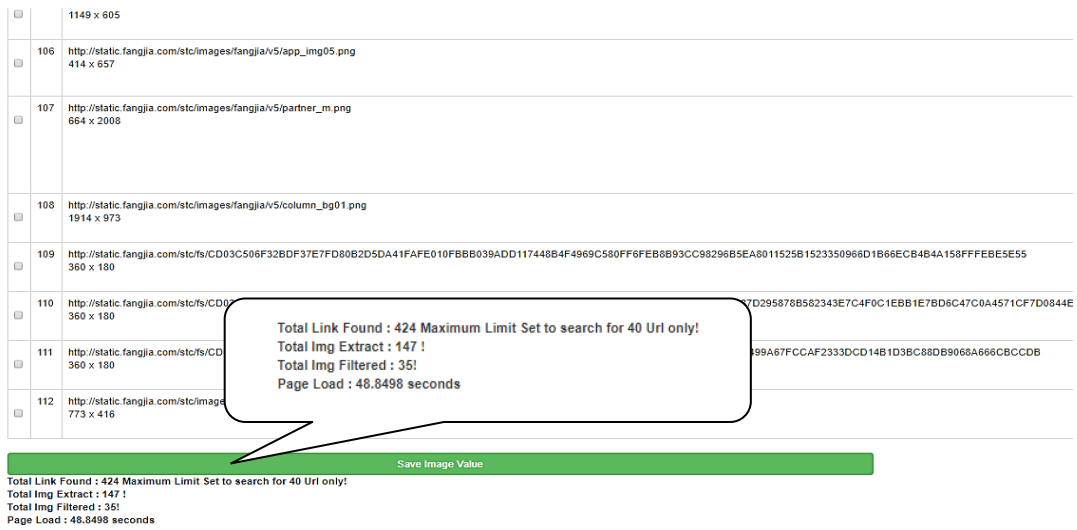 1149 x 605
106 http://static.fangjia.com/stc/images/fangjia/v5/app_img05.png
414 x 657
107 http://static.fangjia.com/stc/images/fangjia/v5/partner_m.png
664 x 2008
108 http://static.fangjia.com/stc/images/fangjia/v5/column_bg01.png
1914 x 973
109 http://static.fangjia.com/stc/fs/CD03C506F32BDF37E7FD80B2D5DA41FAFE010FBBB039ADD117448B4F4969C580FF6FEB8B93CC98296B5EA8011525B1523350966D1B66ECB4B4A158FFFEBE5E55
360 x 180
110 http://static.fangjia.com/stc/fs/CD03 7D295878B582343E7C4F0C1EBB1E7BD6C47C0A4571CF7D0844E
360 x 180
111 http://static.fangjia.com/stc/fs/CD 499A67FCCAF2333DCD14B1D3BC88DB9068A666CBCCDB
360 x 180
112 http://static.fangjia.com/stc/image
773 x 416
Total Link Found : 424 Maximum Limit Set to search for 40 Url only!
Total Img Extract : 147 !
Total Img Filtered : 35!
Page Load : 48.8498 seconds
Save Image Value
Total Link Found : 424 Maximum Limit Set to search for 40 Url only!
Total Img Extract : 147 !
Total Img Filtered : 35!
Page Load : 48.8498 seconds